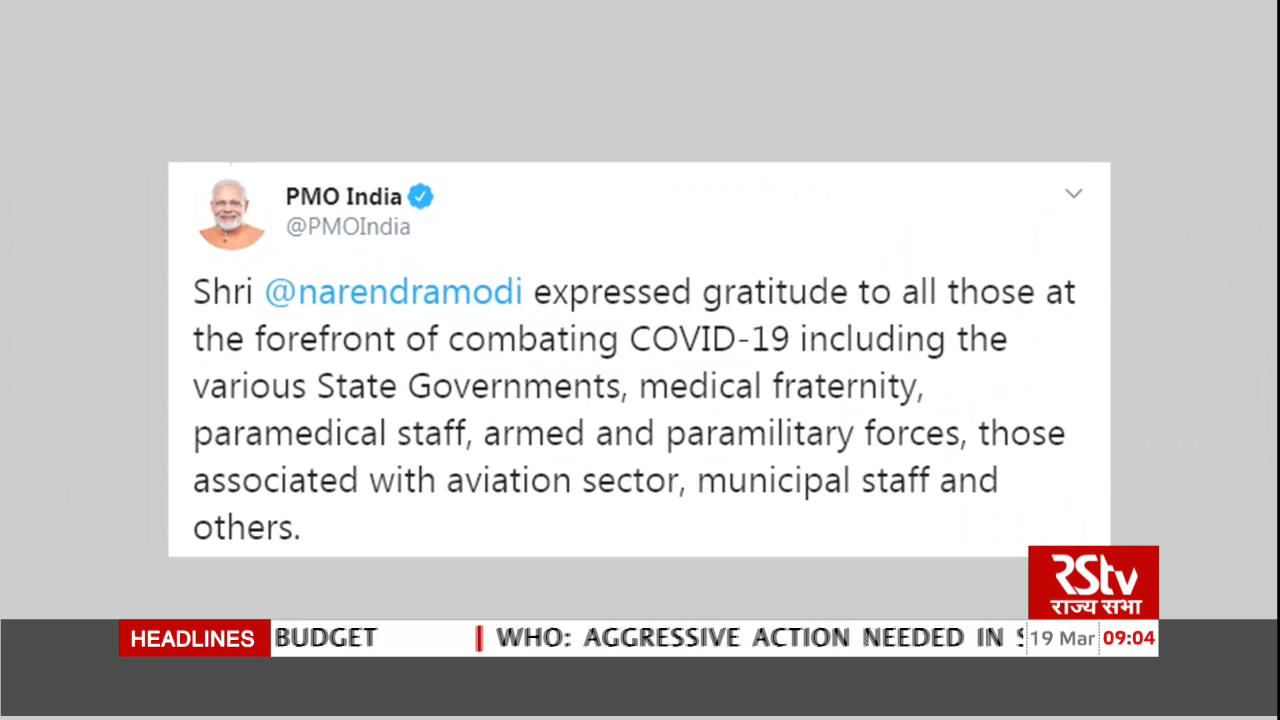 PMO India
@PMOIndia
Shri @narendramodi expressed gratitude to all those at
the forefront of combating COVID-19 including the
various State Governments, medical fraternity,
paramedical staff, armed and paramilitary forces, those
associated with aviation sector, municipal staff and
others.
RStv
राज्य सभा
HEADLINES BUDGET WHO: AGGRESSIVE ACTION NEEDED IN 19 Mar 09:04